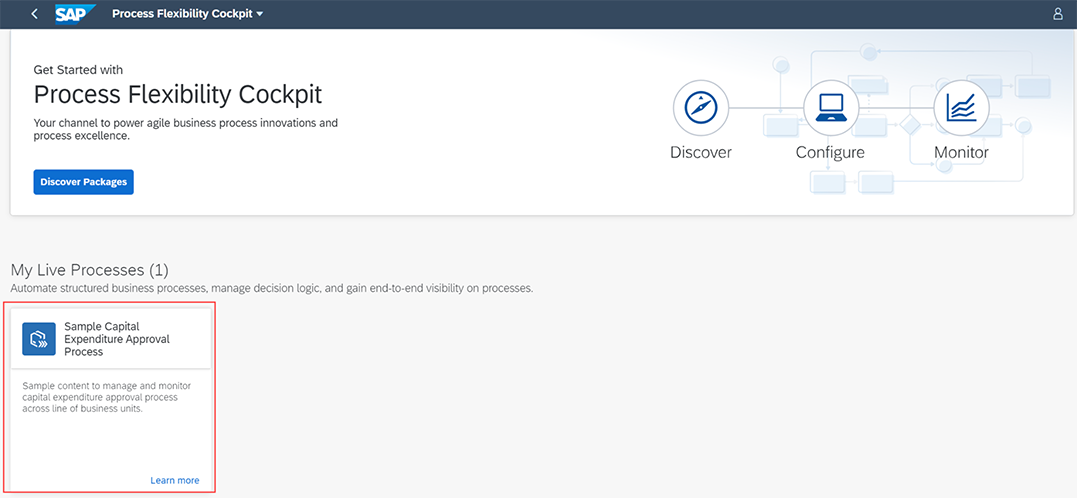 SAP Process Flexibility Cockpit
Get Started with
Process Flexibility Cockpit
Your channel to power agile business process innovations and
process excellence.
Discover Packages
Discover Configure Monitor
My Live Processes (1)
Automate structured business processes, manage decision logic, and gain end-to-end visibility on processes.
Sample Capital
Expenditure Approval
Process
Sample content to manage and monitor
capital expenditure approval process
across line of business units.
Learn more